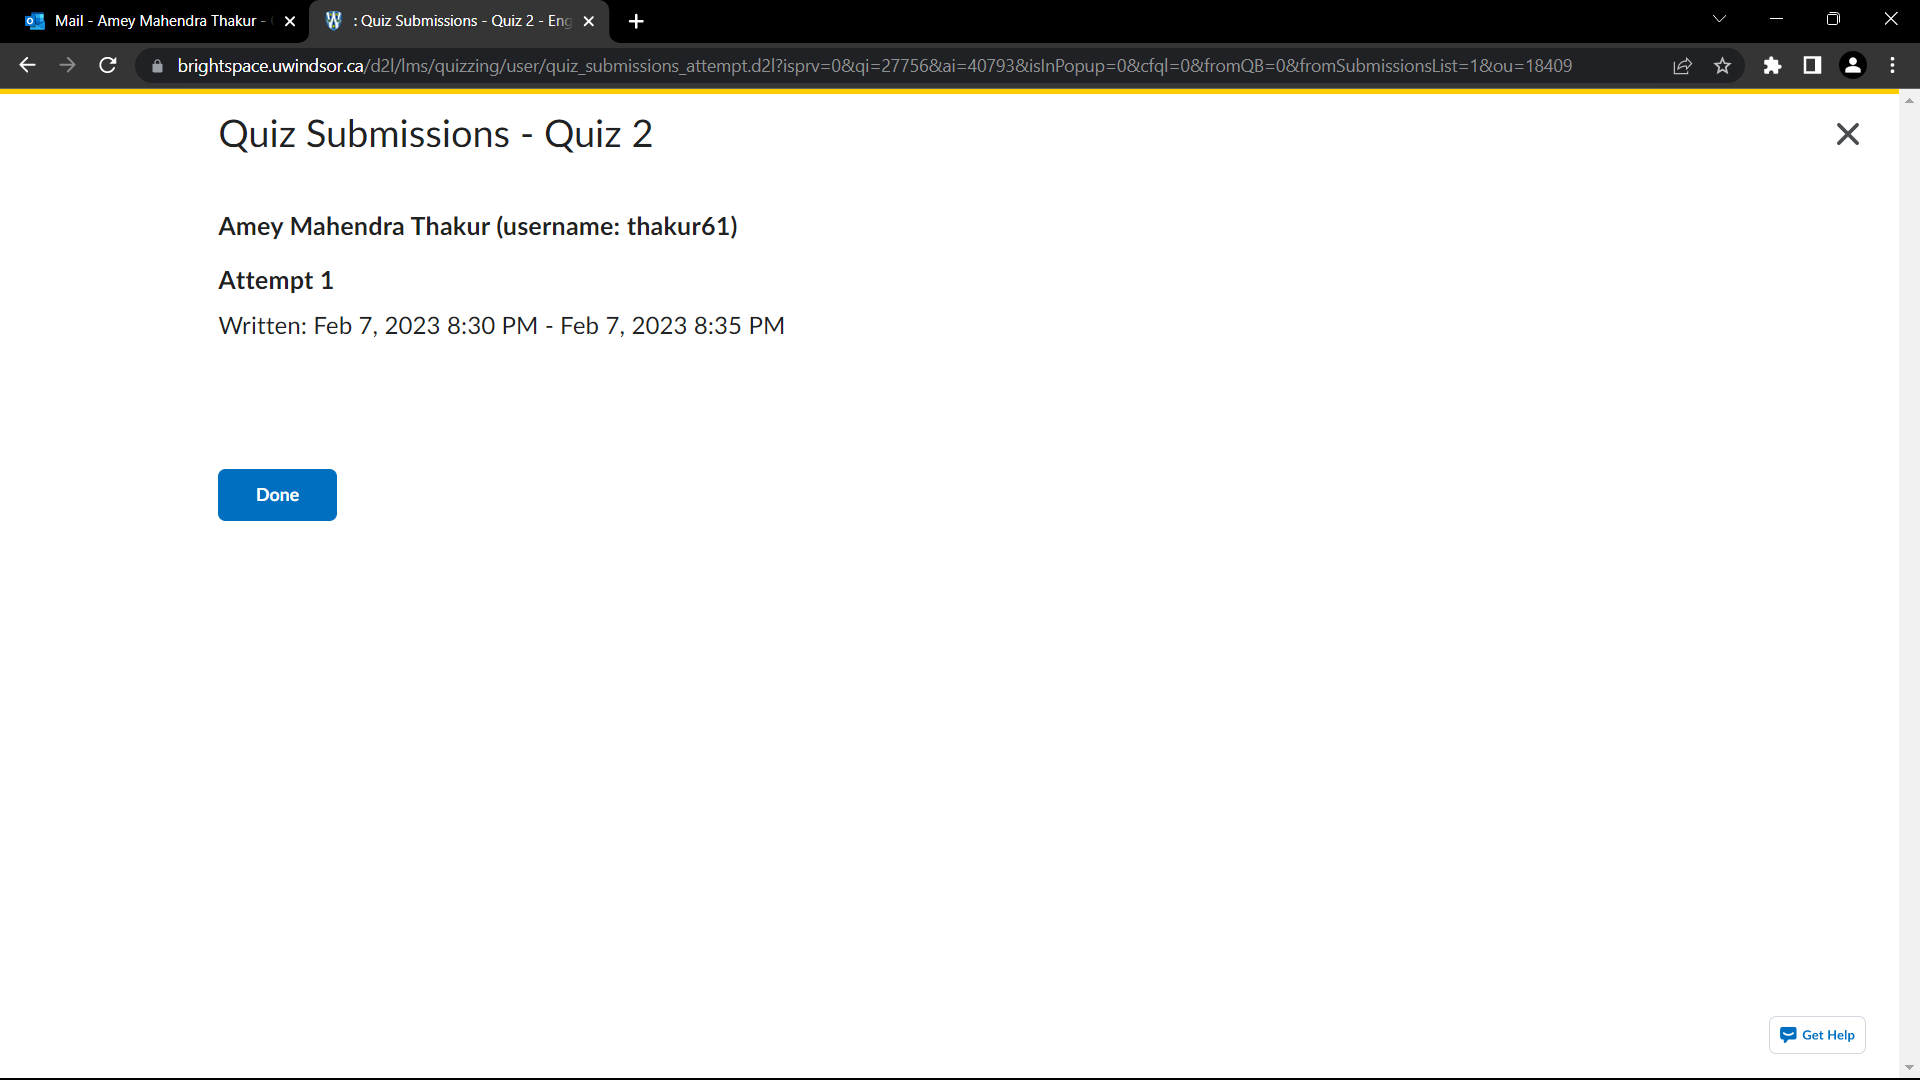 Mail - Amey Mahendra Thakur -
: Quiz Submissions - Quiz 2 - Eng
brightspace.uwindsor.ca/d2l/lms/quizzing/user/quiz_submissions_attempt.d2l?isprv=0&qi=27756&ai=40793&isInPopup=0&cfql=0&fromQB=0&fromSubmissionsList=1&ou=18409
Quiz Submissions - Quiz 2
Amey Mahendra Thakur (username: thakur61)
Attempt 1
Written: Feb 7, 2023 8:30 PM - Feb 7, 2023 8:35 PM
Done
Get Help